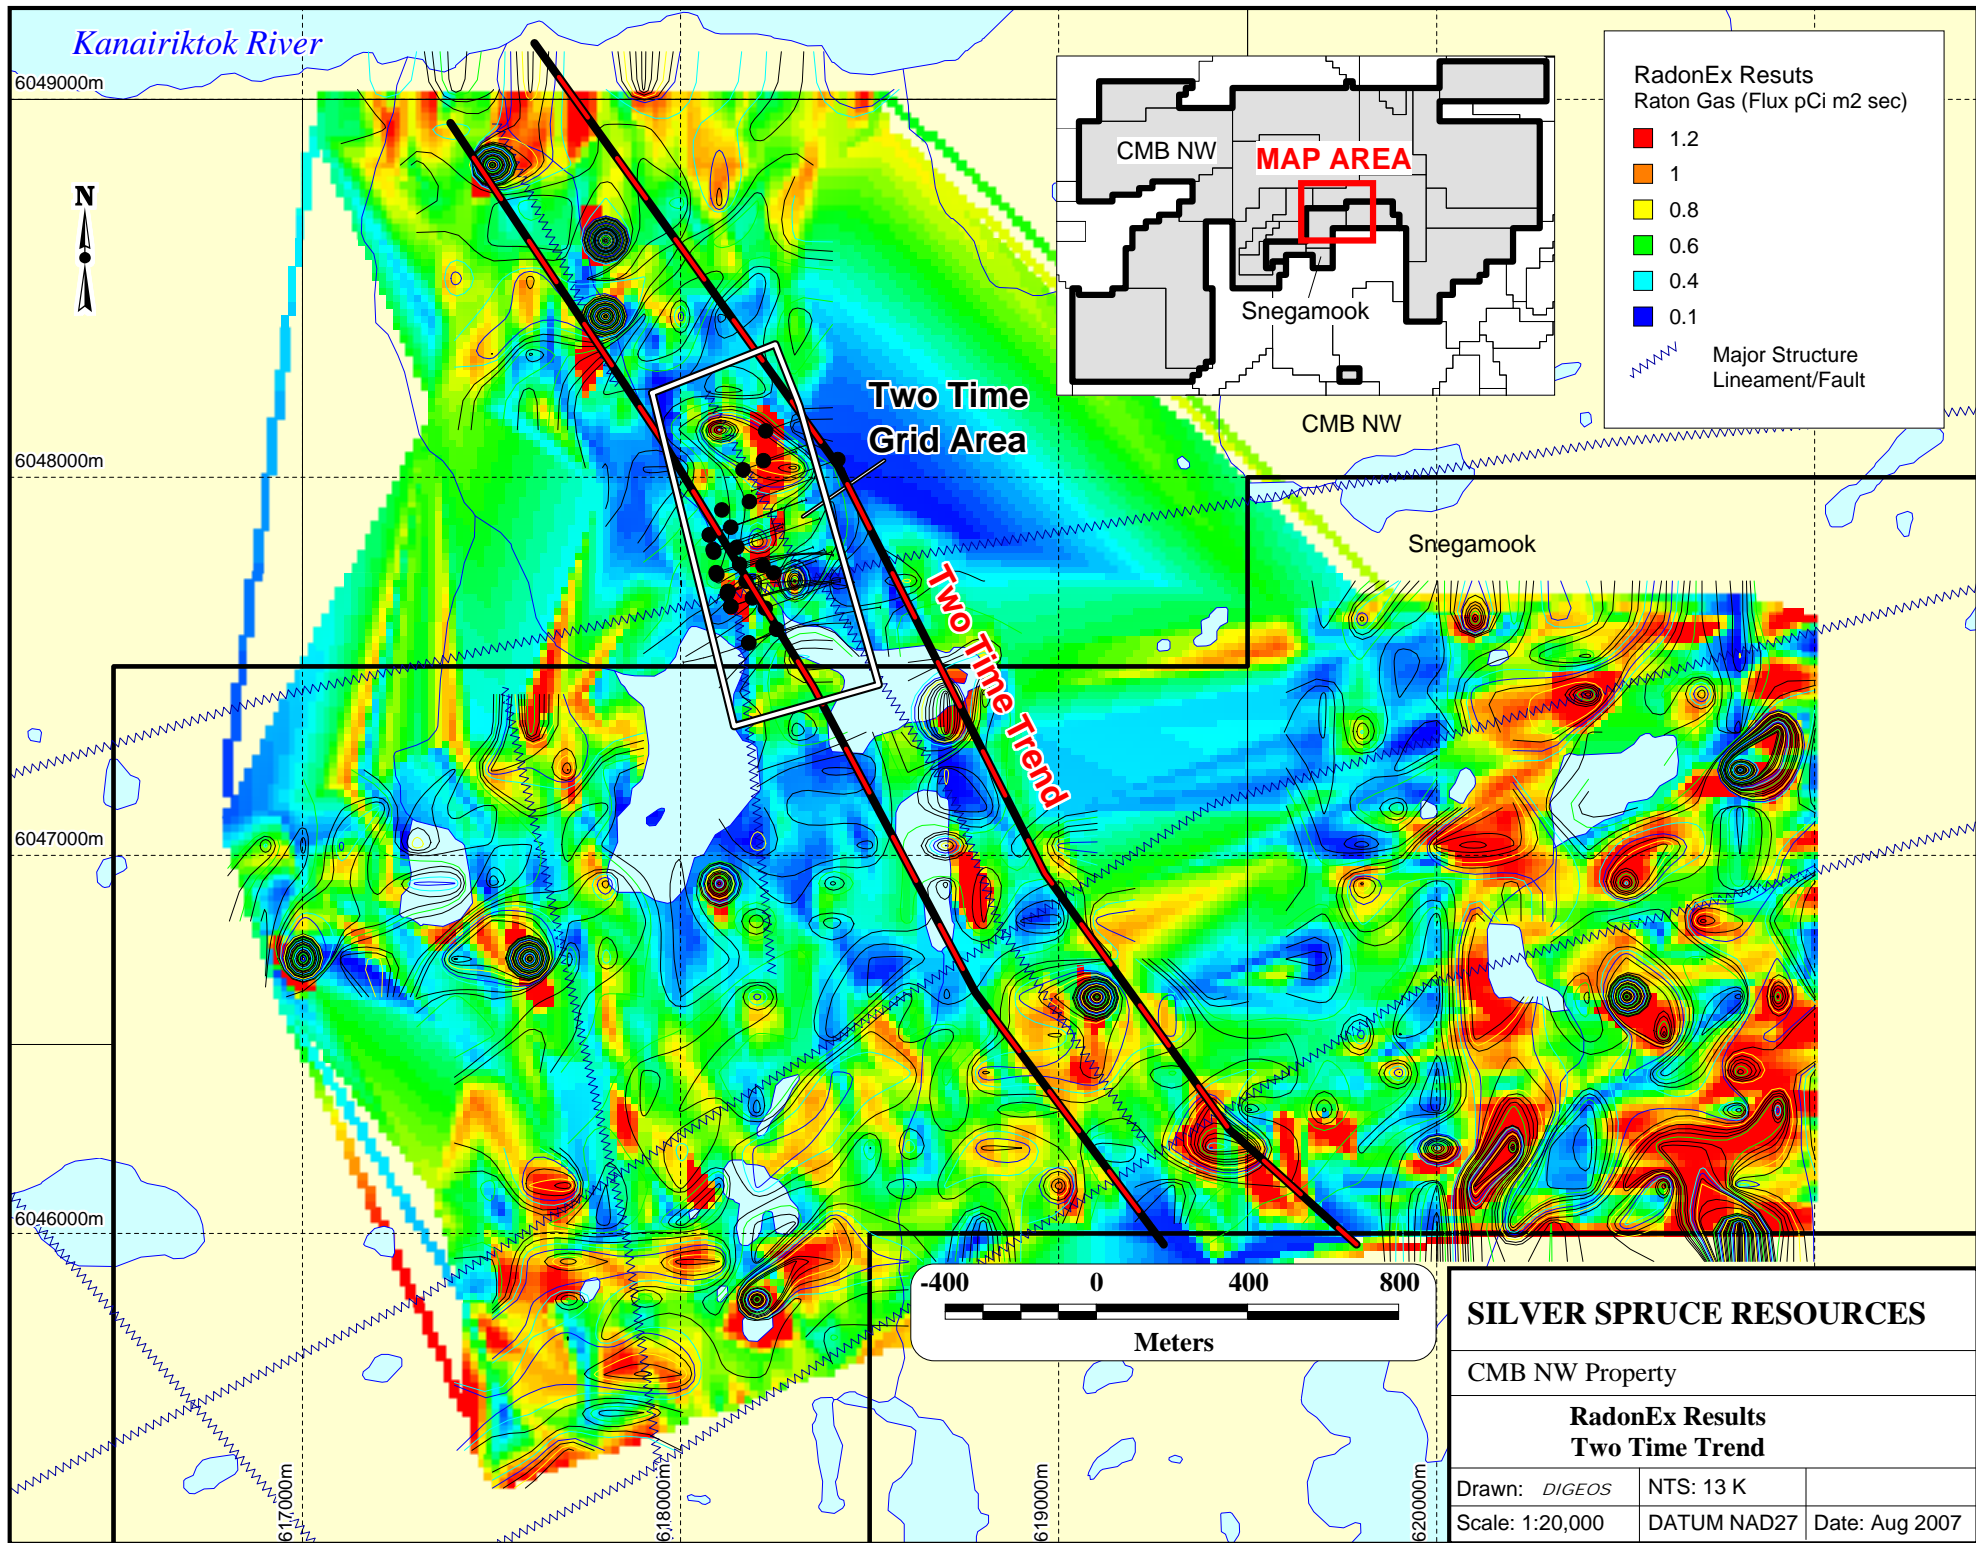 Kanairiktok River
6049000m
6048000m
6047000m
6046000m
617000m
618000m
619000m
620000m
N
Two Time
Grid Area
Two Time Trend
CMB NW
MAP AREA
Snegamook
CMB NW
Snegamook
RadonEx Resuts
Raton Gas (Flux pCi m2 sec)
1.2
1
0.8
0.6
0.4
0.1
Major Structure
Lineament/Fault
-400 0 400 800
Meters
SILVER SPRUCE RESOURCES
CMB NW Property
RadonEx Results
Two Time Trend
Drawn: DIGEOS NTS: 13 K
Scale: 1:20,000 DATUM NAD27 Date: Aug 2007